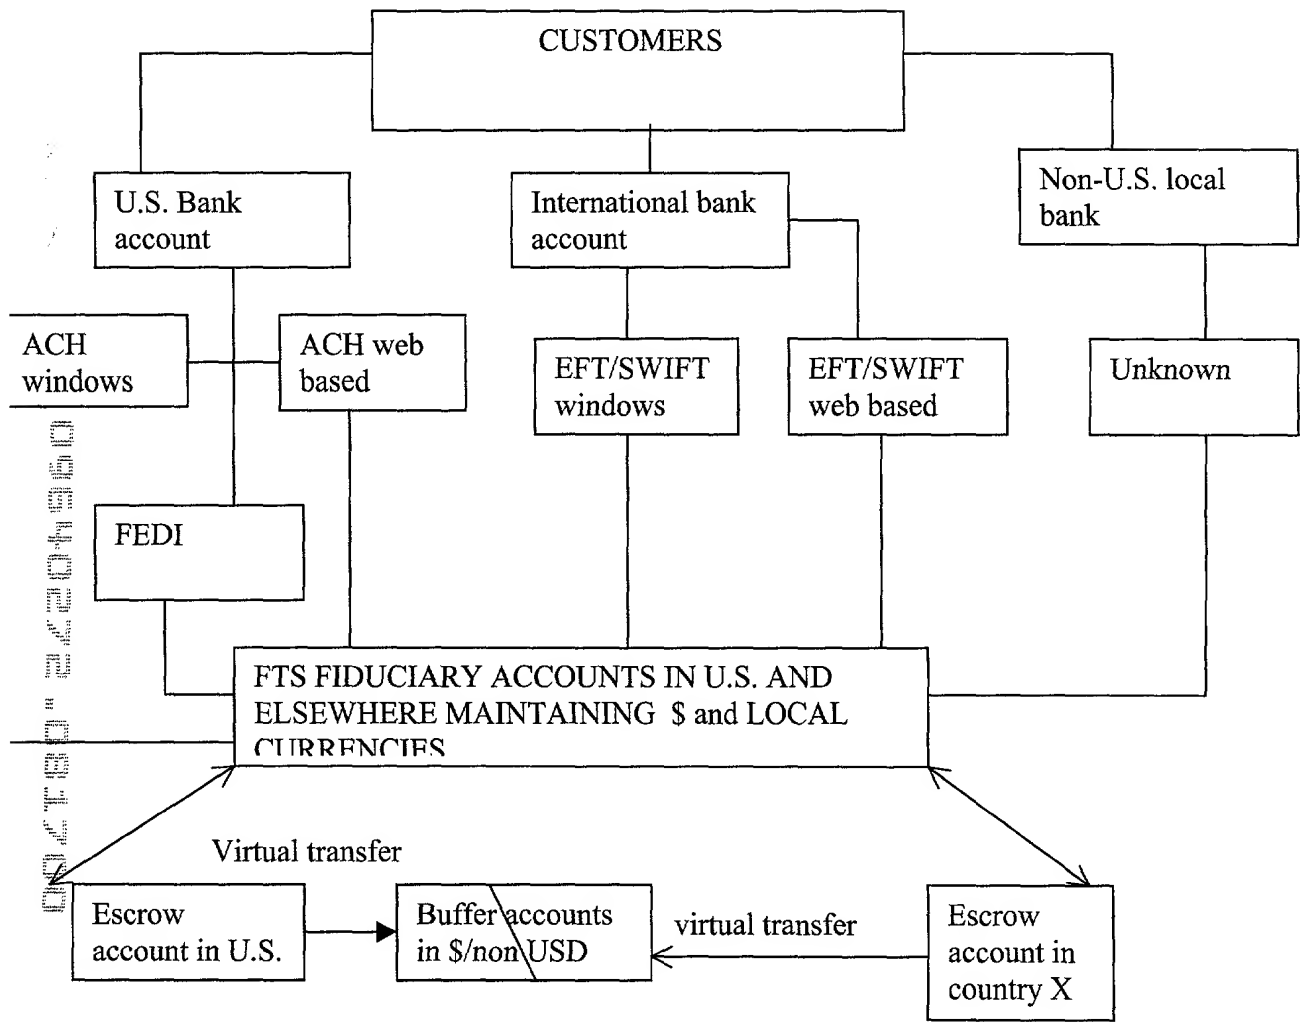 CUSTOMERS
U.S. Bank
account
International bank
account
Non-U.S. local
bank
ACH
windows
ACH web
based
EFT/SWIFT
windows
EFT/SWIFT
web based
Unknown
FEDI
FTS FIDUCIARY ACCOUNTS IN U.S. AND
ELSEWHERE MAINTAINING $ and LOCAL
CURRENCIES
Virtual transfer
Escrow
account in U.S.
Buffer accounts
in $/non USD
virtual transfer
Escrow
account in
country X